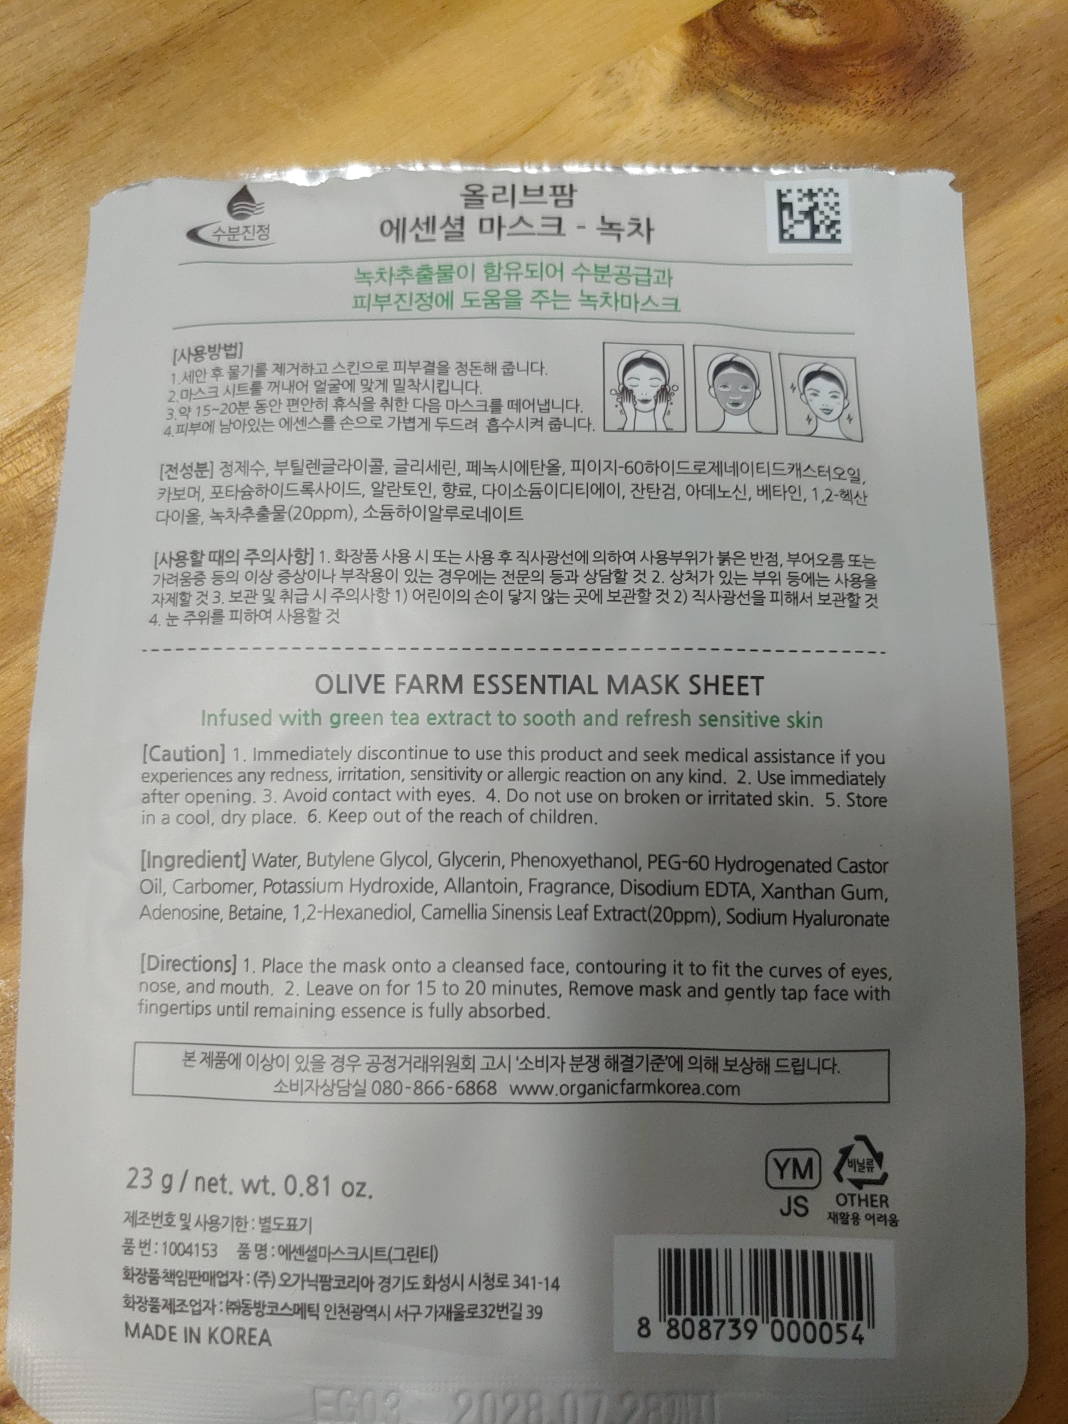 수분진정
올리브팜
에센셜 마스크 - 녹차
녹차추출물이 함유되어 수분공급과
피부진정에 도움을 주는 녹차마스크
[사용방법]
1.세안 후 물기를 제거하고 스킨으로 피부결을 정돈해 줍니다.
2.마스크 시트를 꺼내어 얼굴에 맞게 밀착시킵니다.
3.약 15~20분 동안 편안히 휴식을 취한 다음 마스크를 떼어냅니다.
4.피부에 남아있는 에센스를 손으로 가볍게 두드려 흡수시켜 줍니다.
[전성분] 정제수, 부틸렌글라이콜, 글리세린, 페녹시에탄올, 피이지-60하이드로제네이티드캐스터오일,
카보머, 포타슘하이드록사이드, 알란토인, 향료, 다이소듐이디티에이, 잔탄검, 아데노신, 베타인, 1,2-헥산
다이올, 녹차추출물(20ppm), 소듐하이알루로네이트
[사용할 때의 주의사항] 1. 화장품 사용 시 또는 사용 후 직사광선에 의하여 사용부위가 붉은 반점, 부어오름 또는
가려움증 등의 이상 증상이나 부작용이 있는 경우에는 전문의 등과 상담할 것 2. 상처가 있는 부위 등에는 사용을
자제할 것 3. 보관 및 취급 시 주의사항 1) 어린이의 손이 닿지 않는 곳에 보관할 것 2) 직사광선을 피해서 보관할 것
4. 눈 주위를 피하여 사용할 것
OLIVE FARM ESSENTIAL MASK SHEET
Infused with green tea extract to sooth and refresh sensitive skin
[Caution] 1. Immediately discontinue to use this product and seek medical assistance if you
experiences any redness, irritation, sensitivity or allergic reaction on any kind. 2. Use immediately
after opening. 3. Avoid contact with eyes. 4. Do not use on broken or irritated skin. 5. Store
in a cool, dry place. 6. Keep out of the reach of children.
[Ingredient] Water, Butylene Glycol, Glycerin, Phenoxyethanol, PEG-60 Hydrogenated Castor
Oil, Carbomer, Potassium Hydroxide, Allantoin, Fragrance, Disodium EDTA, Xanthan Gum,
Adenosine, Betaine, 1,2-Hexanediol, Camellia Sinensis Leaf Extract(20ppm), Sodium Hyaluronate
[Directions] 1. Place the mask onto a cleansed face, contouring it to fit the curves of eyes,
nose, and mouth. 2. Leave on for 15 to 20 minutes, Remove mask and gently tap face with
fingertips until remaining essence is fully absorbed.
본 제품에 이상이 있을 경우 공정거래위원회 고시 '소비자 분쟁 해결기준'에 의해 보상해 드립니다.
소비자상담실 080-866-6868 www.organicfarmkorea.com
23 g / net. wt. 0.81 oz.
제조번호 및 사용기한 : 별도표기
품 번 : 1004153 품 명 : 에센셜마스크시트(그린티)
화장품책임판매업자 : (주) 오가닉팜코리아 경기도 화성시 시청로 341-14
화장품제조업자 : ㈜동방코스메틱 인천광역시 서구 가재울로32번길 39
MADE IN KOREA
YM
JS
비닐류
OTHER
재활용 어려움
8 808739 000054
EG03 2028.07.28까지